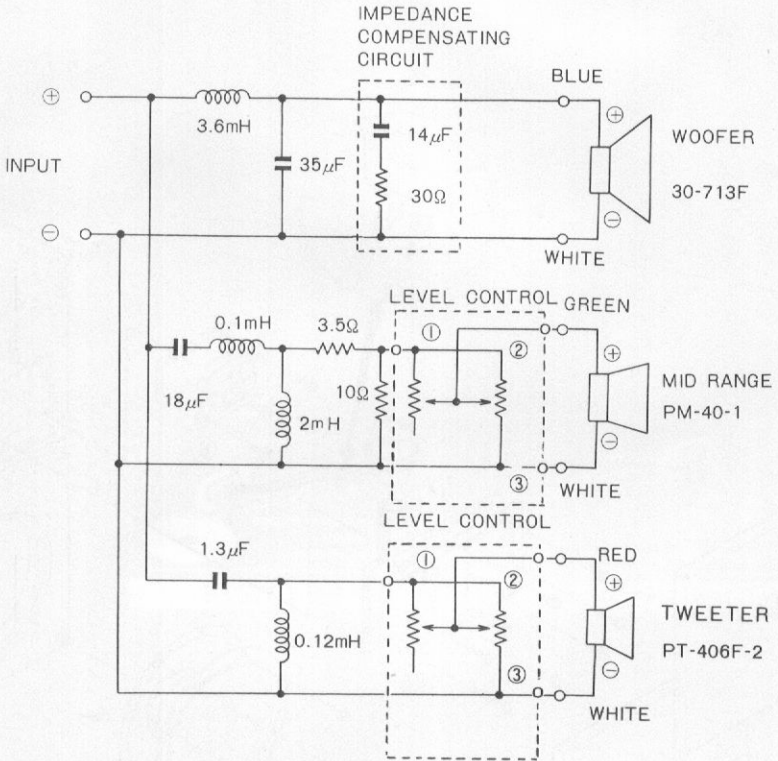 IMPEDANCE
COMPENSATING
CIRCUIT
BLUE
⊕
3.6mH
14μF
⊕
WOOFER
INPUT
35μF
30Ω
30-713F
⊖
⊖
WHITE
LEVEL CONTROL
GREEN
0.1mH
3.5Ω
①
②
⊕
18μF
10Ω
MID RANGE
2mH
PM-40-1
⊖
③
WHITE
LEVEL CONTROL
1.3μF
①
RED
②
⊕
TWEETER
0.12mH
PT-406F-2
③
⊖
WHITE